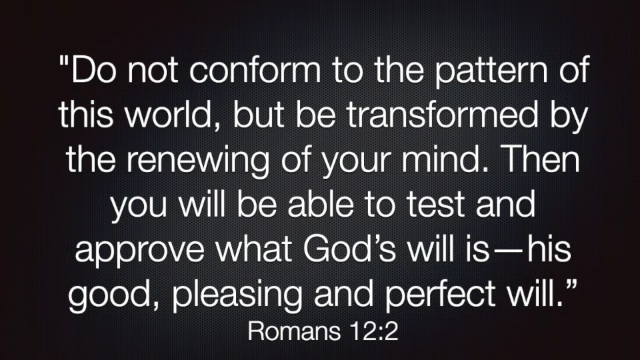 "Do not conform to the pattern of
this world, but be transformed by
the renewing of your mind. Then
you will be able to test and
approve what God’s will is—his
good, pleasing and perfect will.”
Romans 12:2